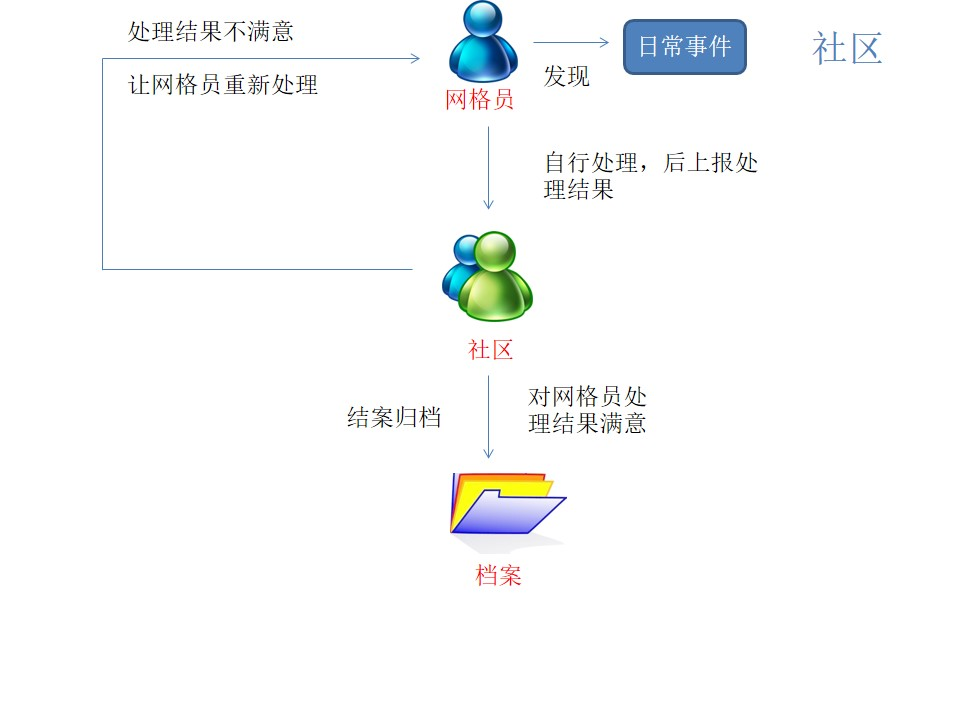 处理结果不满意
让网格员重新处理
网格员
发现
日常事件
社区
自行处理，后上报处
理结果
社区
结案归档
对网格员处
理结果满意
档案